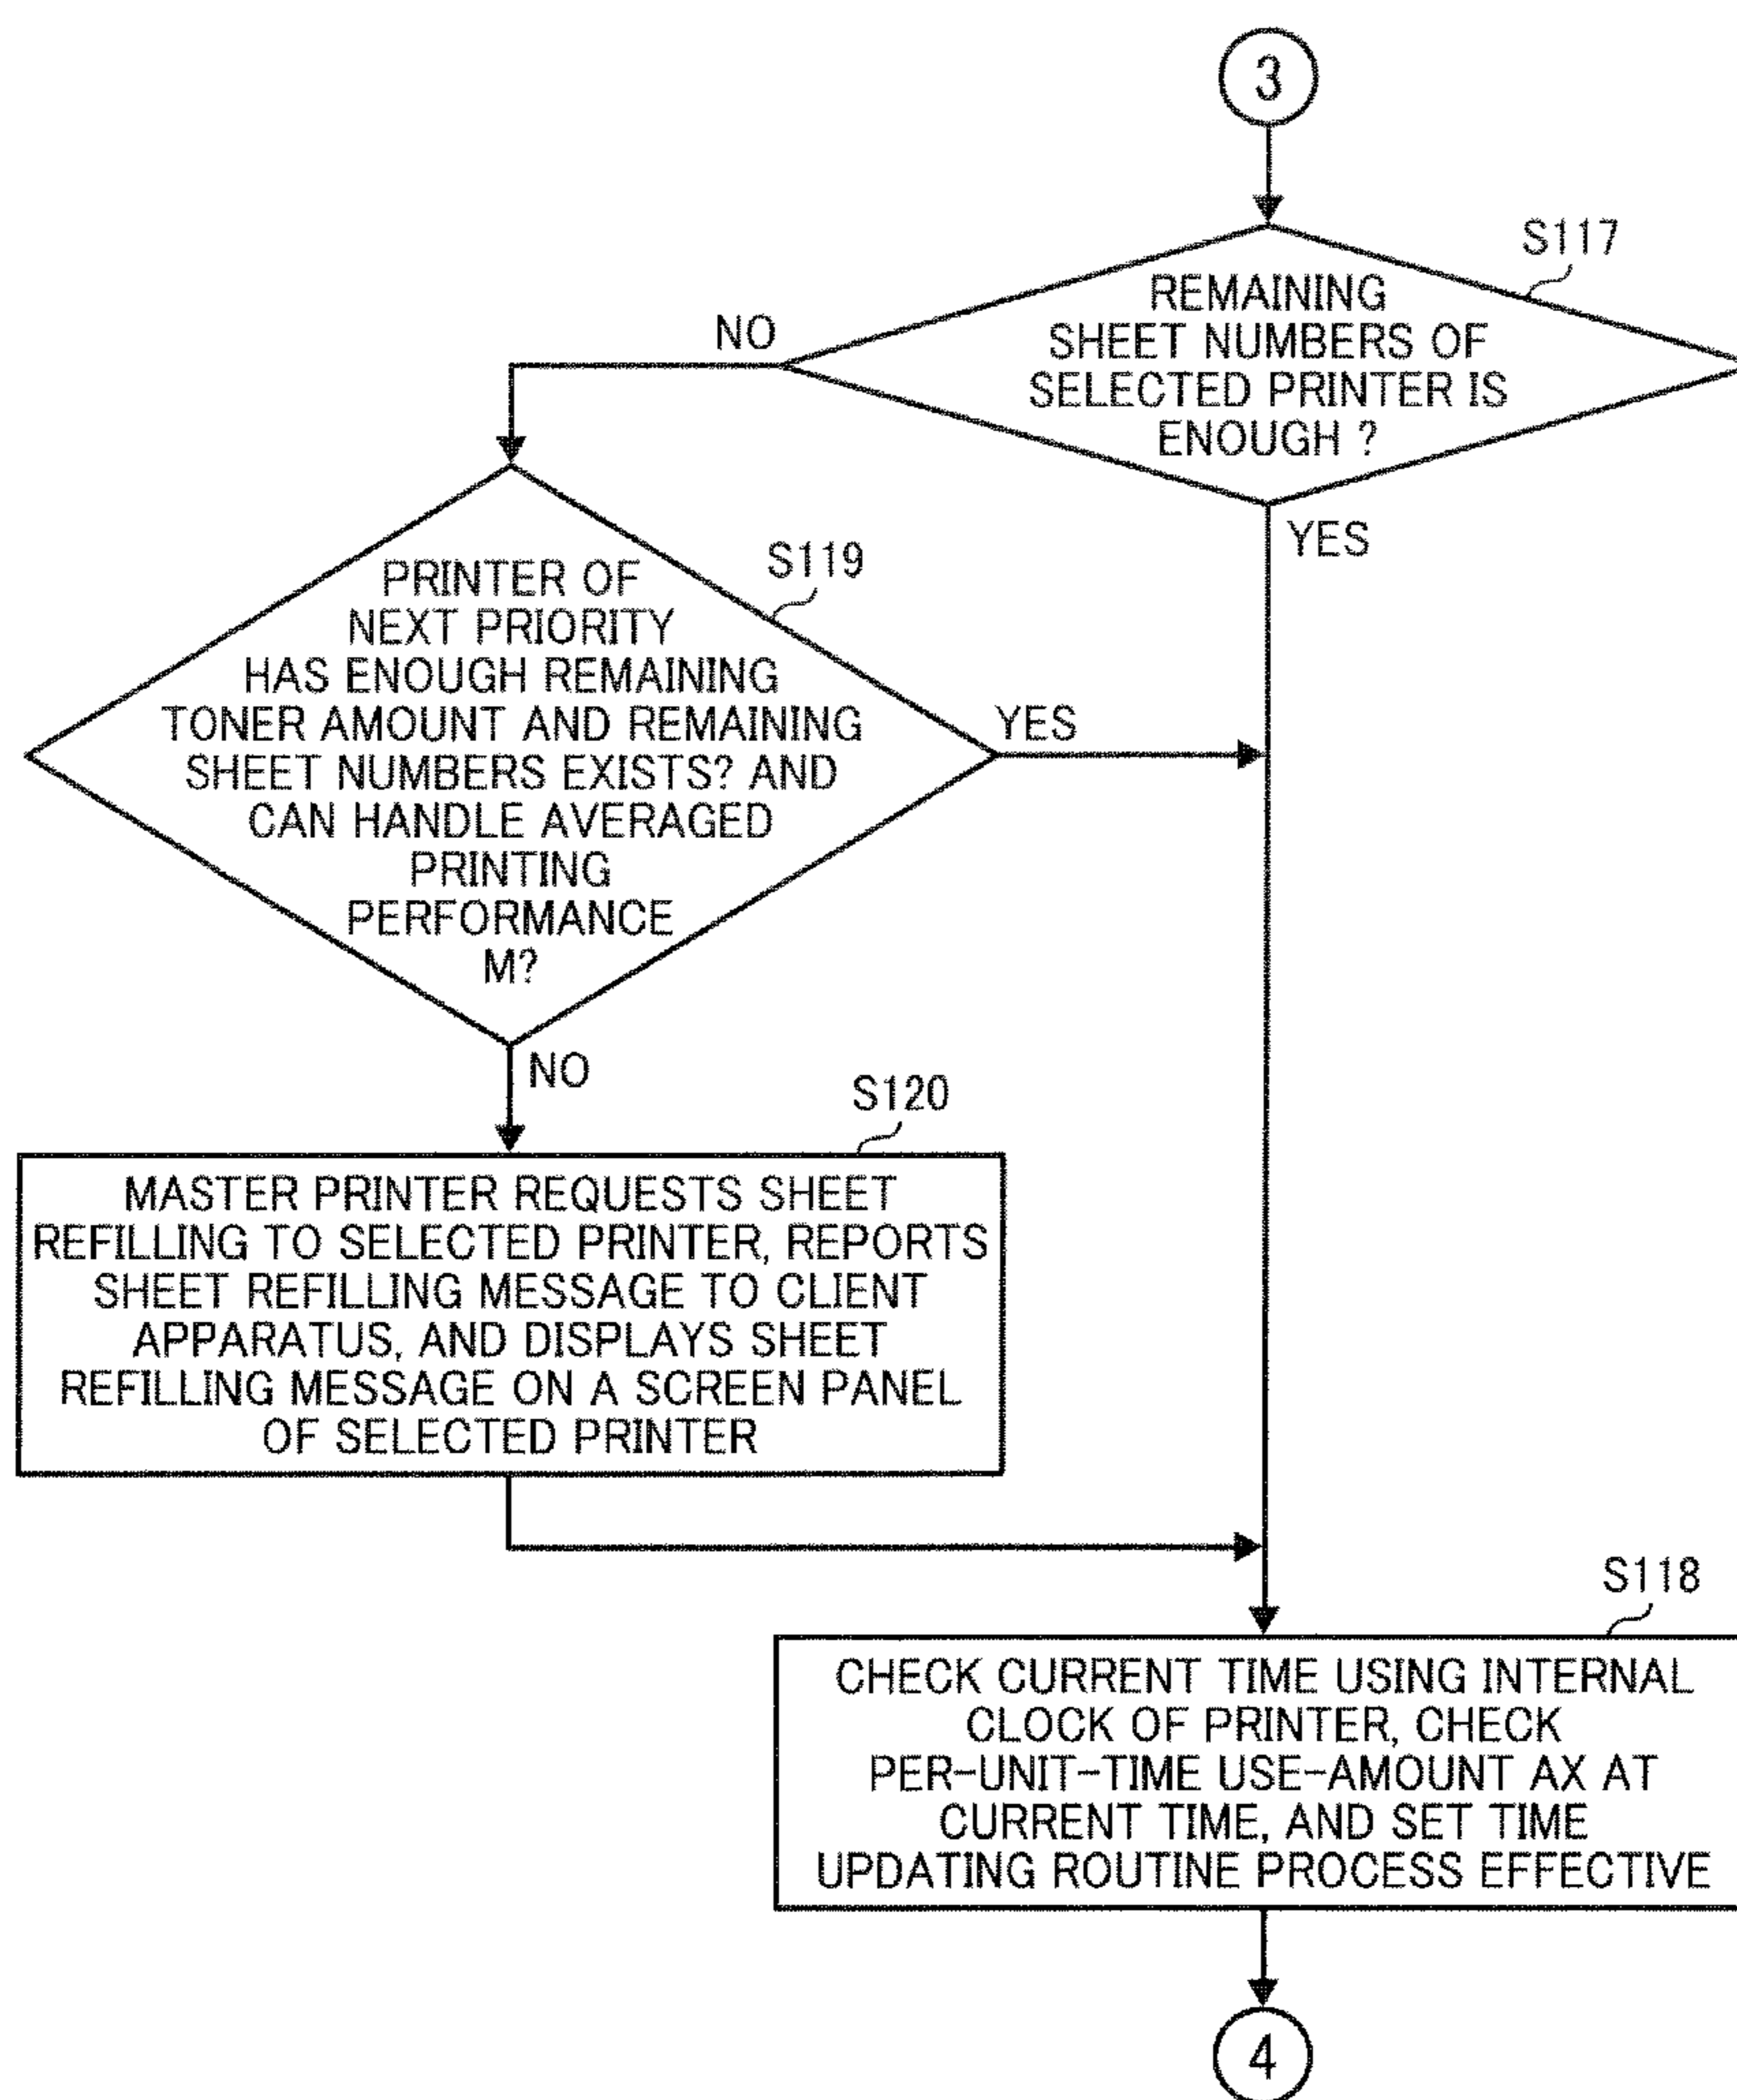 3
S117
REMAINING
SHEET NUMBERS OF
SELECTED PRINTER IS
ENOUGH ?
NO
YES
S119
PRINTER OF
NEXT PRIORITY
HAS ENOUGH REMAINING
TONER AMOUNT AND REMAINING
SHEET NUMBERS EXISTS? AND
CAN HANDLE AVERAGED
PRINTING
PERFORMANCE
M?
YES
NO
S120
MASTER PRINTER REQUESTS SHEET
REFILLING TO SELECTED PRINTER, REPORTS
SHEET REFILLING MESSAGE TO CLIENT
APPARATUS, AND DISPLAYS SHEET
REFILLING MESSAGE ON A SCREEN PANEL
OF SELECTED PRINTER
S118
CHECK CURRENT TIME USING INTERNAL
CLOCK OF PRINTER, CHECK
PER-UNIT-TIME USE-AMOUNT AX AT
CURRENT TIME, AND SET TIME
UPDATING ROUTINE PROCESS EFFECTIVE
4